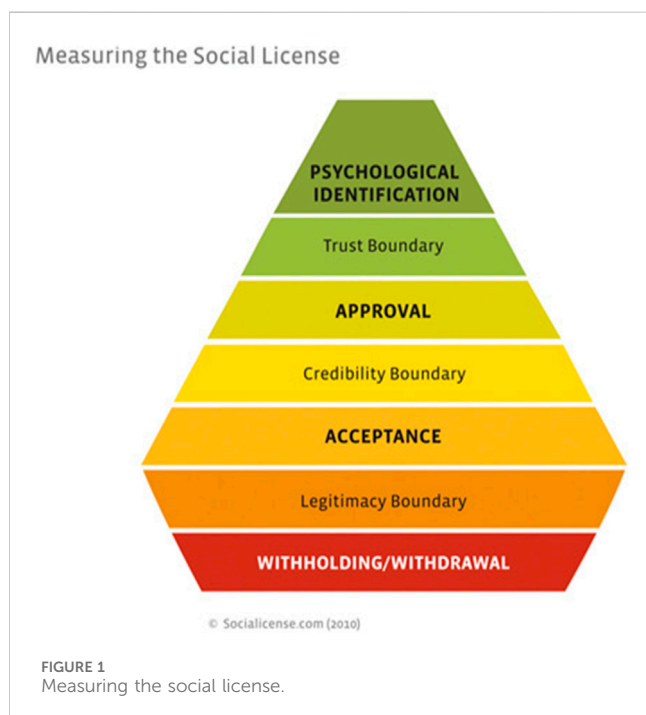 Measuring the Social License
PSYCHOLOGICAL
IDENTIFICATION
Trust Boundary
APPROVAL
Credibility Boundary
ACCEPTANCE
Legitimacy Boundary
WITHHOLDING/WITHDRAWAL
© Socialicense.com (2010)
FIGURE 1
Measuring the social license.